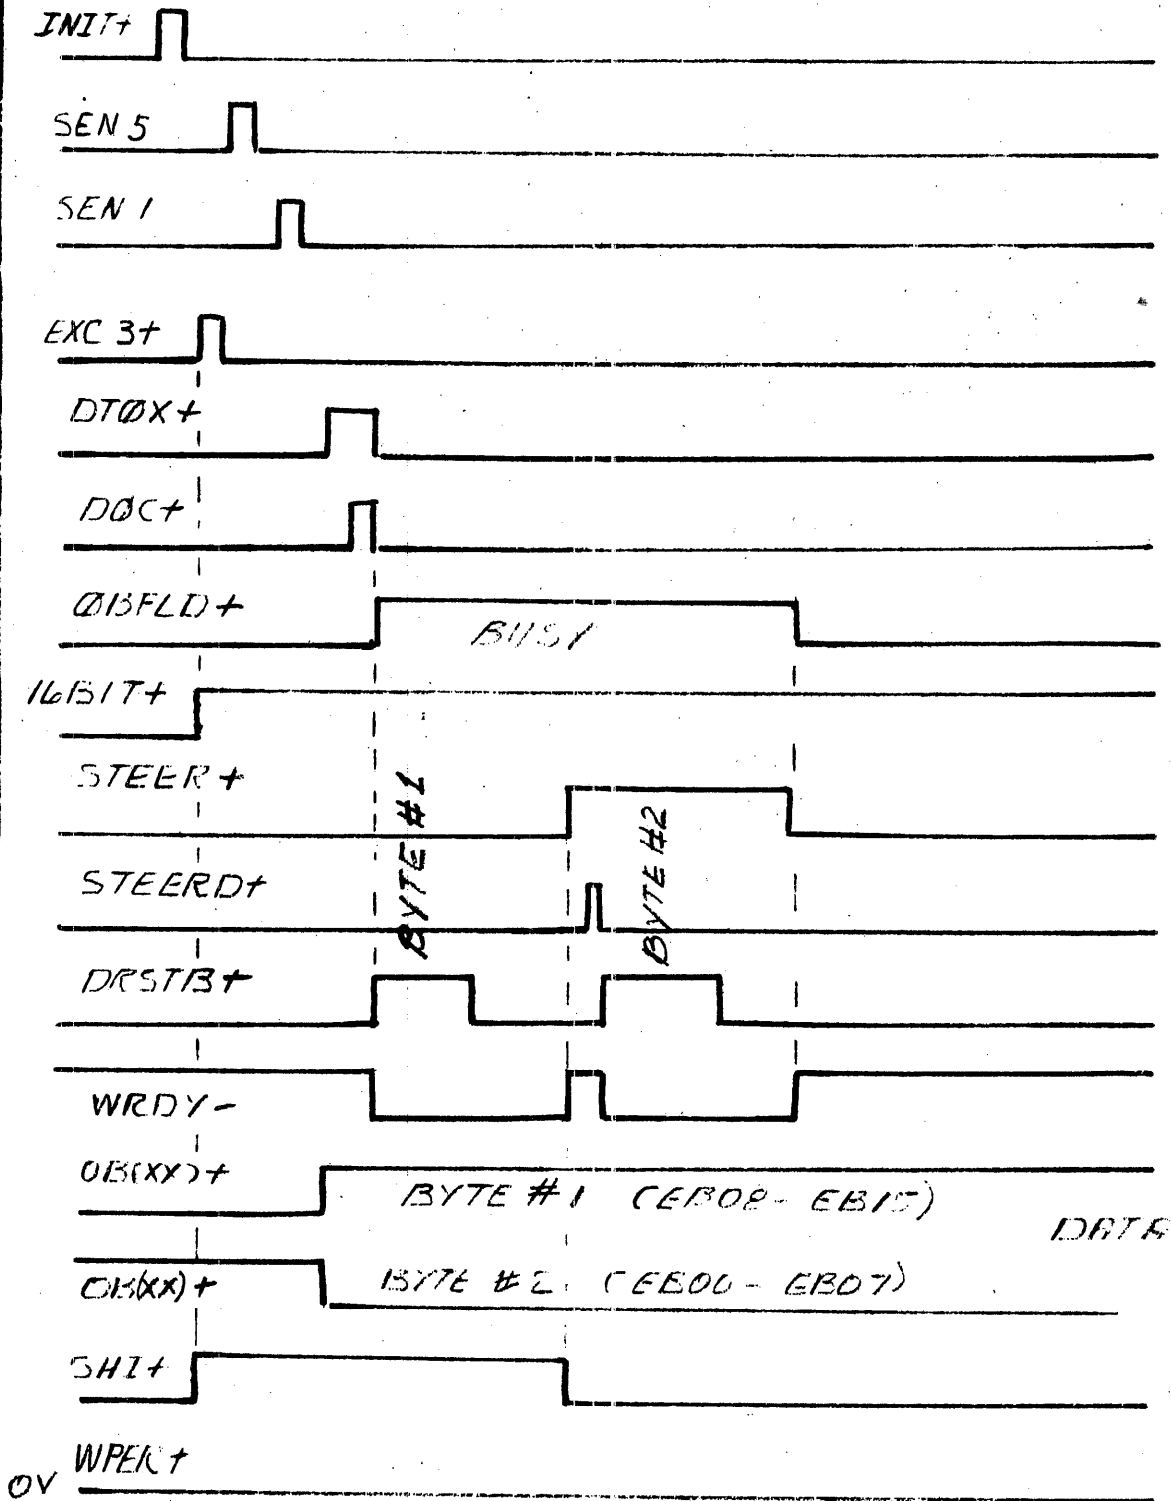 INIT+
SEN 5
SEN 1
EXC 3+
DTØX+
DØC+
ØBFLD+
BUSY
16BIT+
STEER+
BYTE #1
BYTE #2
STEERD+
DRSTB+
WRDY-
OB(XX)+
BYTE #1 (EB08- EB15)
DATA
OB(XX)+
BYTE #2 (EB00 - EB07)
SHI+
WPER+
OV